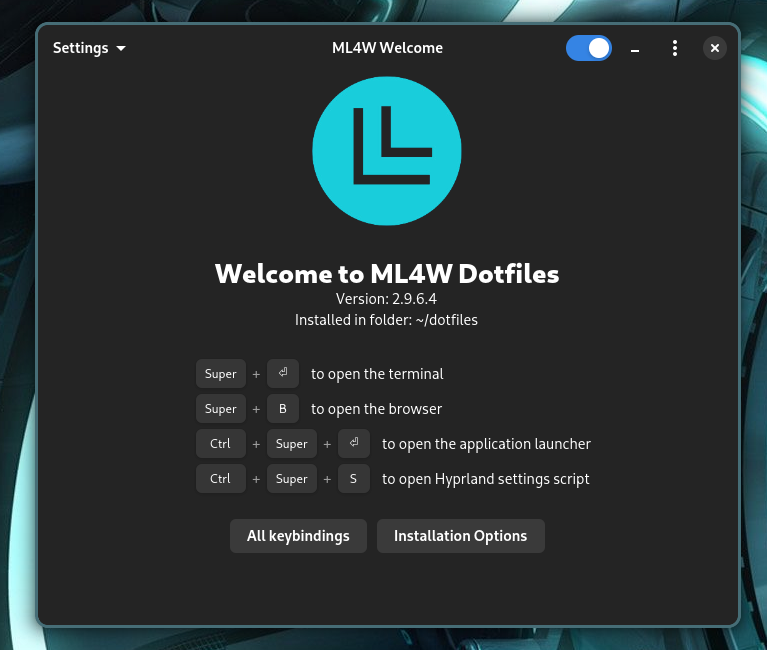 Settings ML4W Welcome
Welcome to ML4W Dotfiles
Version: 2.9.6.4
Installed in folder: ~/dotfiles
Super + ⏎ to open the terminal
Super + B to open the browser
Ctrl + Super + ⏎ to open the application launcher
Ctrl + Super + S to open Hyprland settings script
All keybindings Installation Options